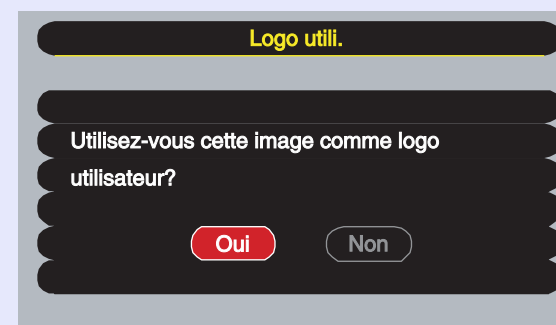 Logo utili.
Utilisez-vous cette image comme logo
utilisateur?
Oui Non